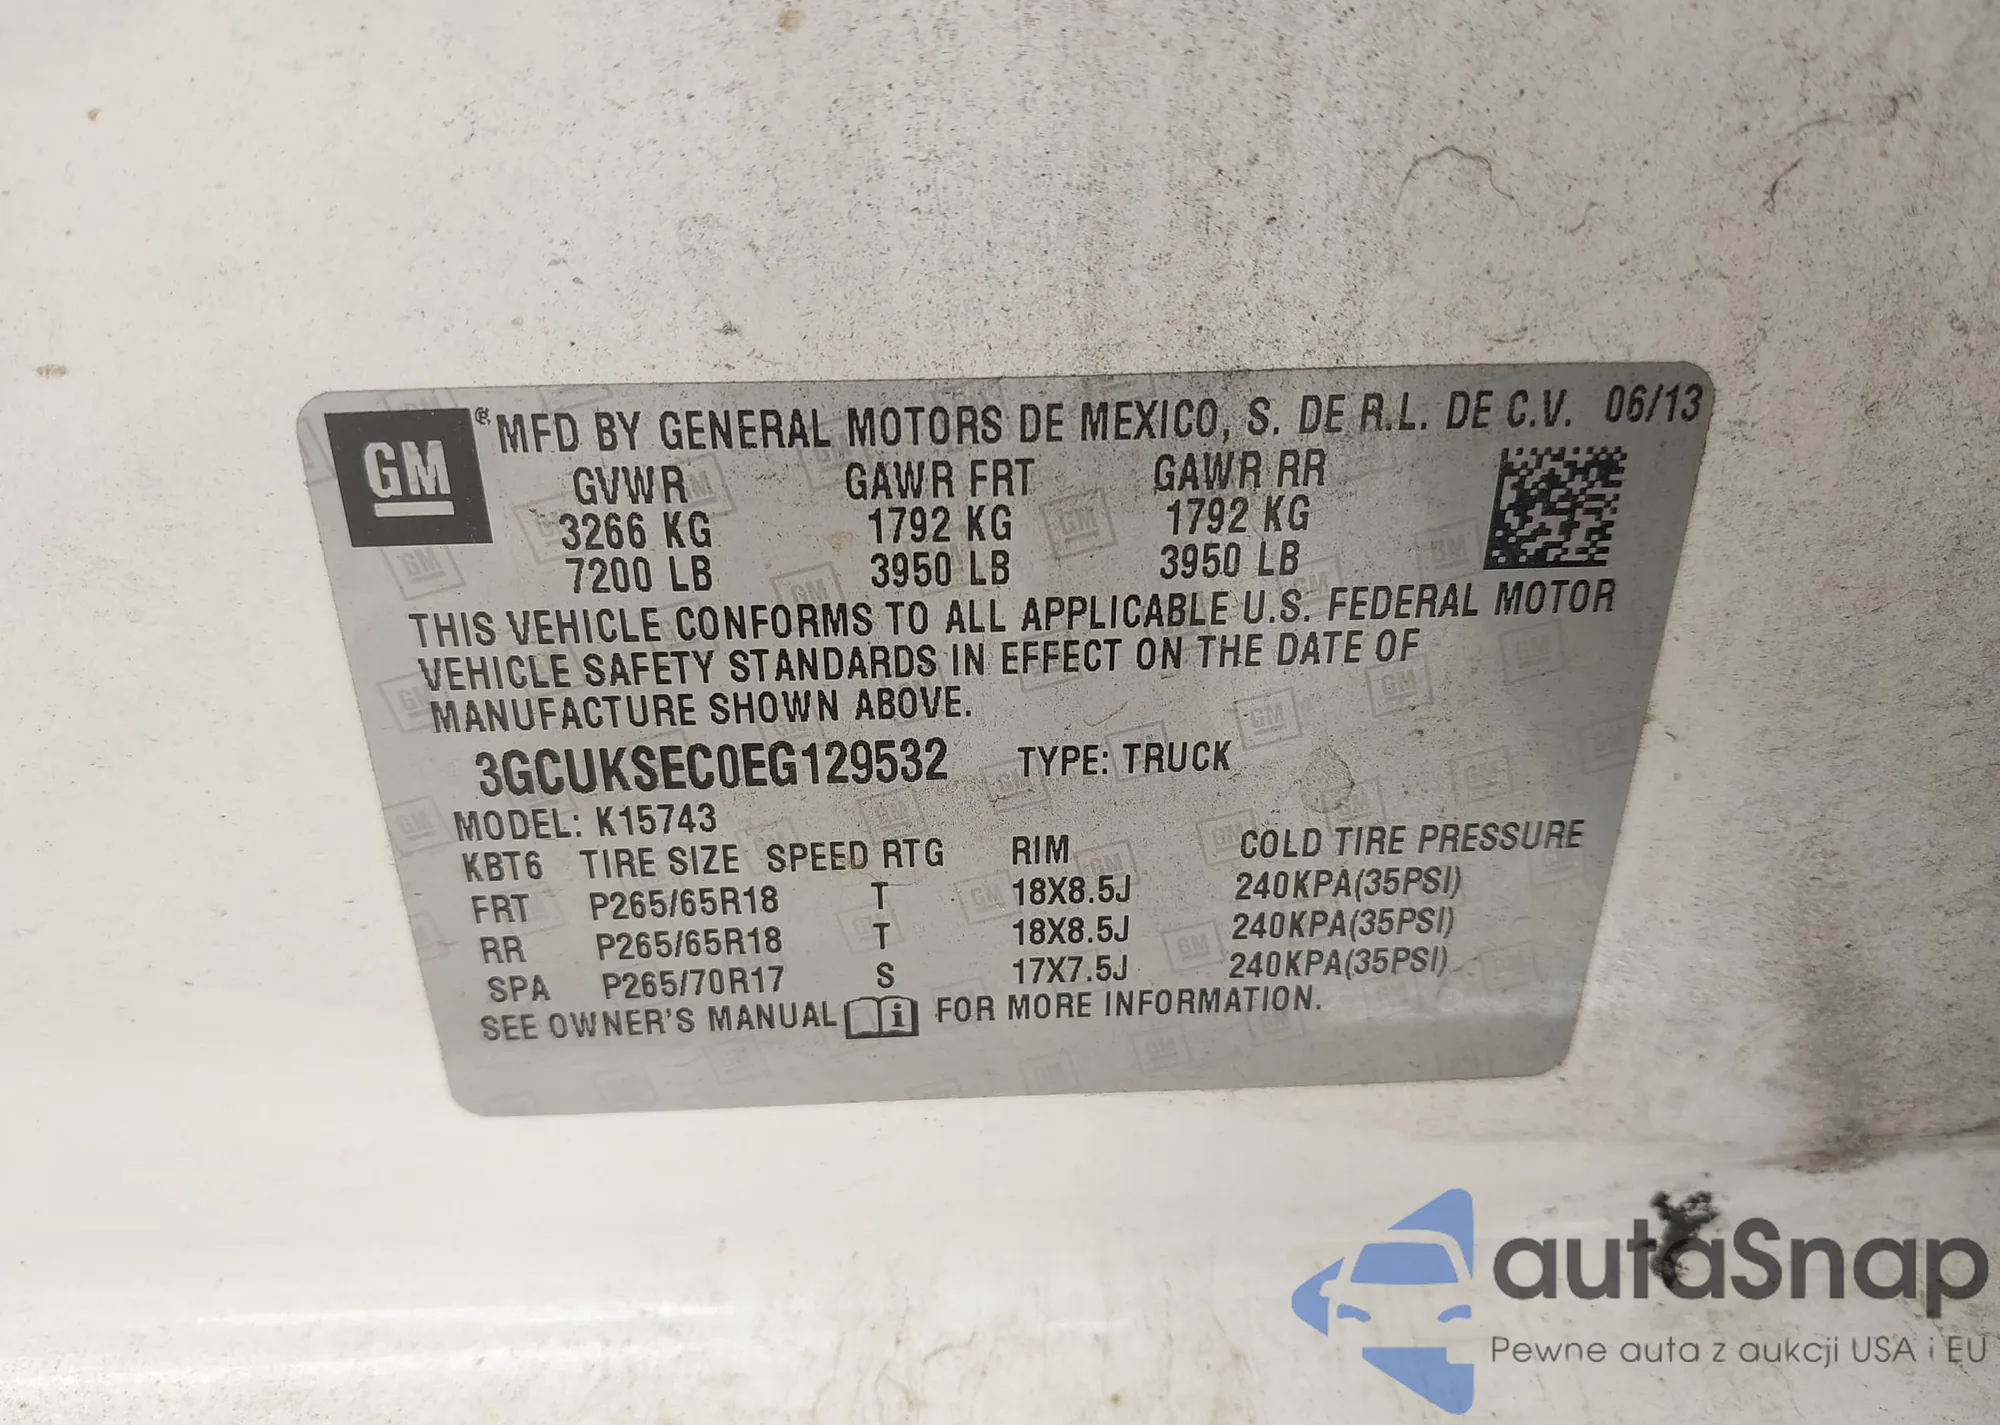 GM
® MFD BY GENERAL MOTORS DE MEXICO, S. DE R.L. DE C.V. 06/13
GVWR GAWR FRT GAWR RR
3266 KG 1792 KG 1792 KG
7200 LB 3950 LB 3950 LB
THIS VEHICLE CONFORMS TO ALL APPLICABLE U.S. FEDERAL MOTOR
VEHICLE SAFETY STANDARDS IN EFFECT ON THE DATE OF
MANUFACTURE SHOWN ABOVE.
3GCUKSEC0EG129532 TYPE: TRUCK
MODEL: K15743
KBT6 TIRE SIZE SPEED RTG RIM COLD TIRE PRESSURE
FRT P265/65R18 T 18X8.5J 240KPA(35PSI)
RR P265/65R18 T 18X8.5J 240KPA(35PSI)
SPA P265/70R17 S 17X7.5J 240KPA(35PSI)
SEE OWNER'S MANUAL i FOR MORE INFORMATION.
autaSnap
Pewne auta z aukcji USA i EU